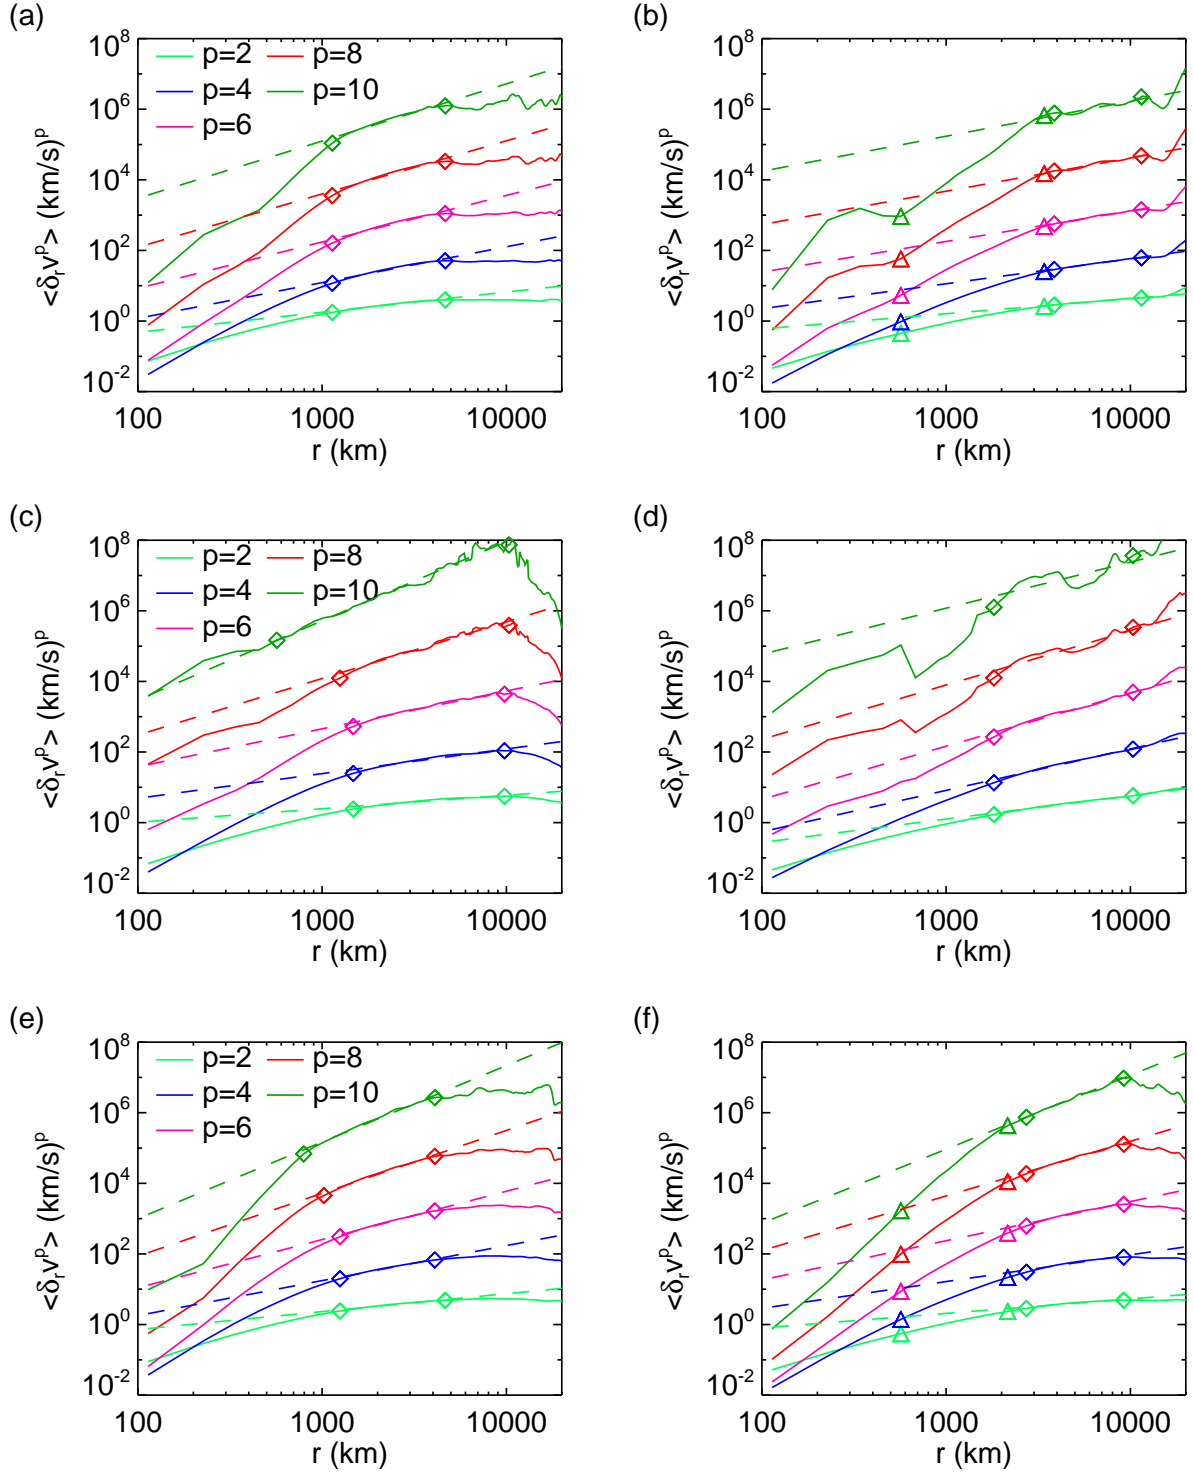 (a)
10^8
10^6
10^4
10^2
10^0
10^-2
<δ_r v^p> (km/s)^p
p=2
p=4
p=6
p=8
p=10
100 1000 10000
r (km)
(b)
10^8
10^6
10^4
10^2
10^0
10^-2
<δ_r v^p> (km/s)^p
100 1000 10000
r (km)
(c)
10^8
10^6
10^4
10^2
10^0
10^-2
<δ_r v^p> (km/s)^p
p=2
p=4
p=6
p=8
p=10
100 1000 10000
r (km)
(d)
10^8
10^6
10^4
10^2
10^0
10^-2
<δ_r v^p> (km/s)^p
100 1000 10000
r (km)
(e)
10^8
10^6
10^4
10^2
10^0
10^-2
<δ_r v^p> (km/s)^p
p=2
p=4
p=6
p=8
p=10
100 1000 10000
r (km)
(f)
10^8
10^6
10^4
10^2
10^0
10^-2
<δ_r v^p> (km/s)^p
100 1000 10000
r (km)